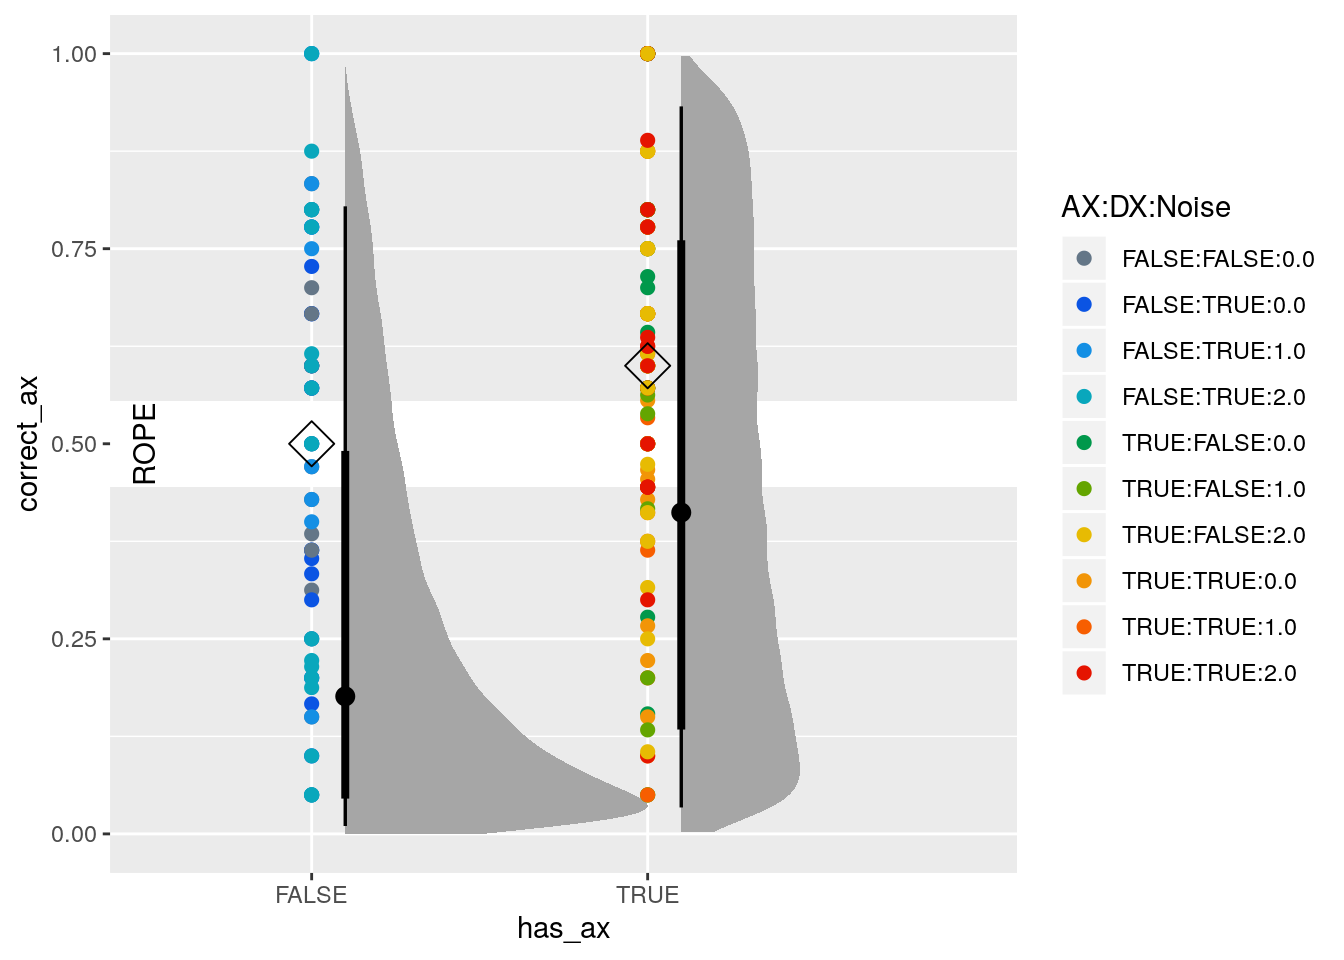 1.00
0.75
0.50
0.25
0.00
correct_ax
ROPE
FALSE
TRUE
has_ax
AX:DX:Noise
FALSE:FALSE:0.0
FALSE:TRUE:0.0
FALSE:TRUE:1.0
FALSE:TRUE:2.0
TRUE:FALSE:0.0
TRUE:FALSE:1.0
TRUE:FALSE:2.0
TRUE:TRUE:0.0
TRUE:TRUE:1.0
TRUE:TRUE:2.0